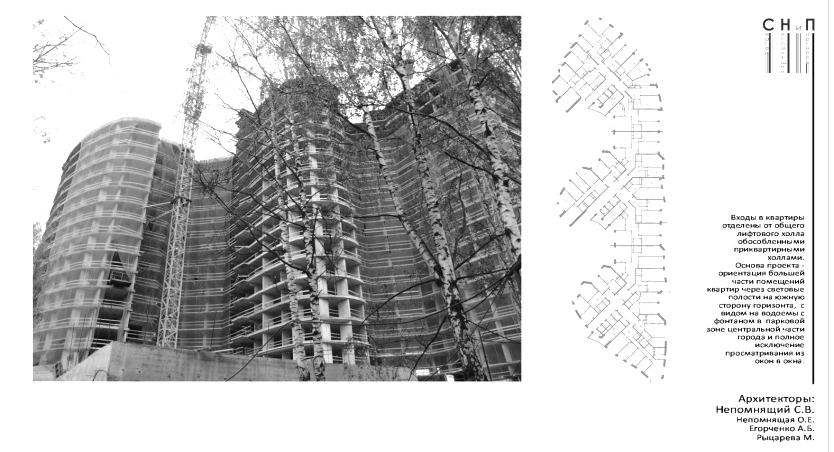 СНиП
Входы в квартиры
отделены от общего
лифтового холла
обособленными
приквартирными
холлами.
Основа проекта -
ориентация большей
части помещений
квартир через световые
полости на южную
сторону горизонта, с
видом на водоемы с
фонтаном в парковой
зоне центральной части
города и полное
исключение
просматривания из
окон в окна.
Архитекторы:
Непомнящий С.В.
Непомнящая О.Е.
Егорченко А.Б.
Рыцарева М.